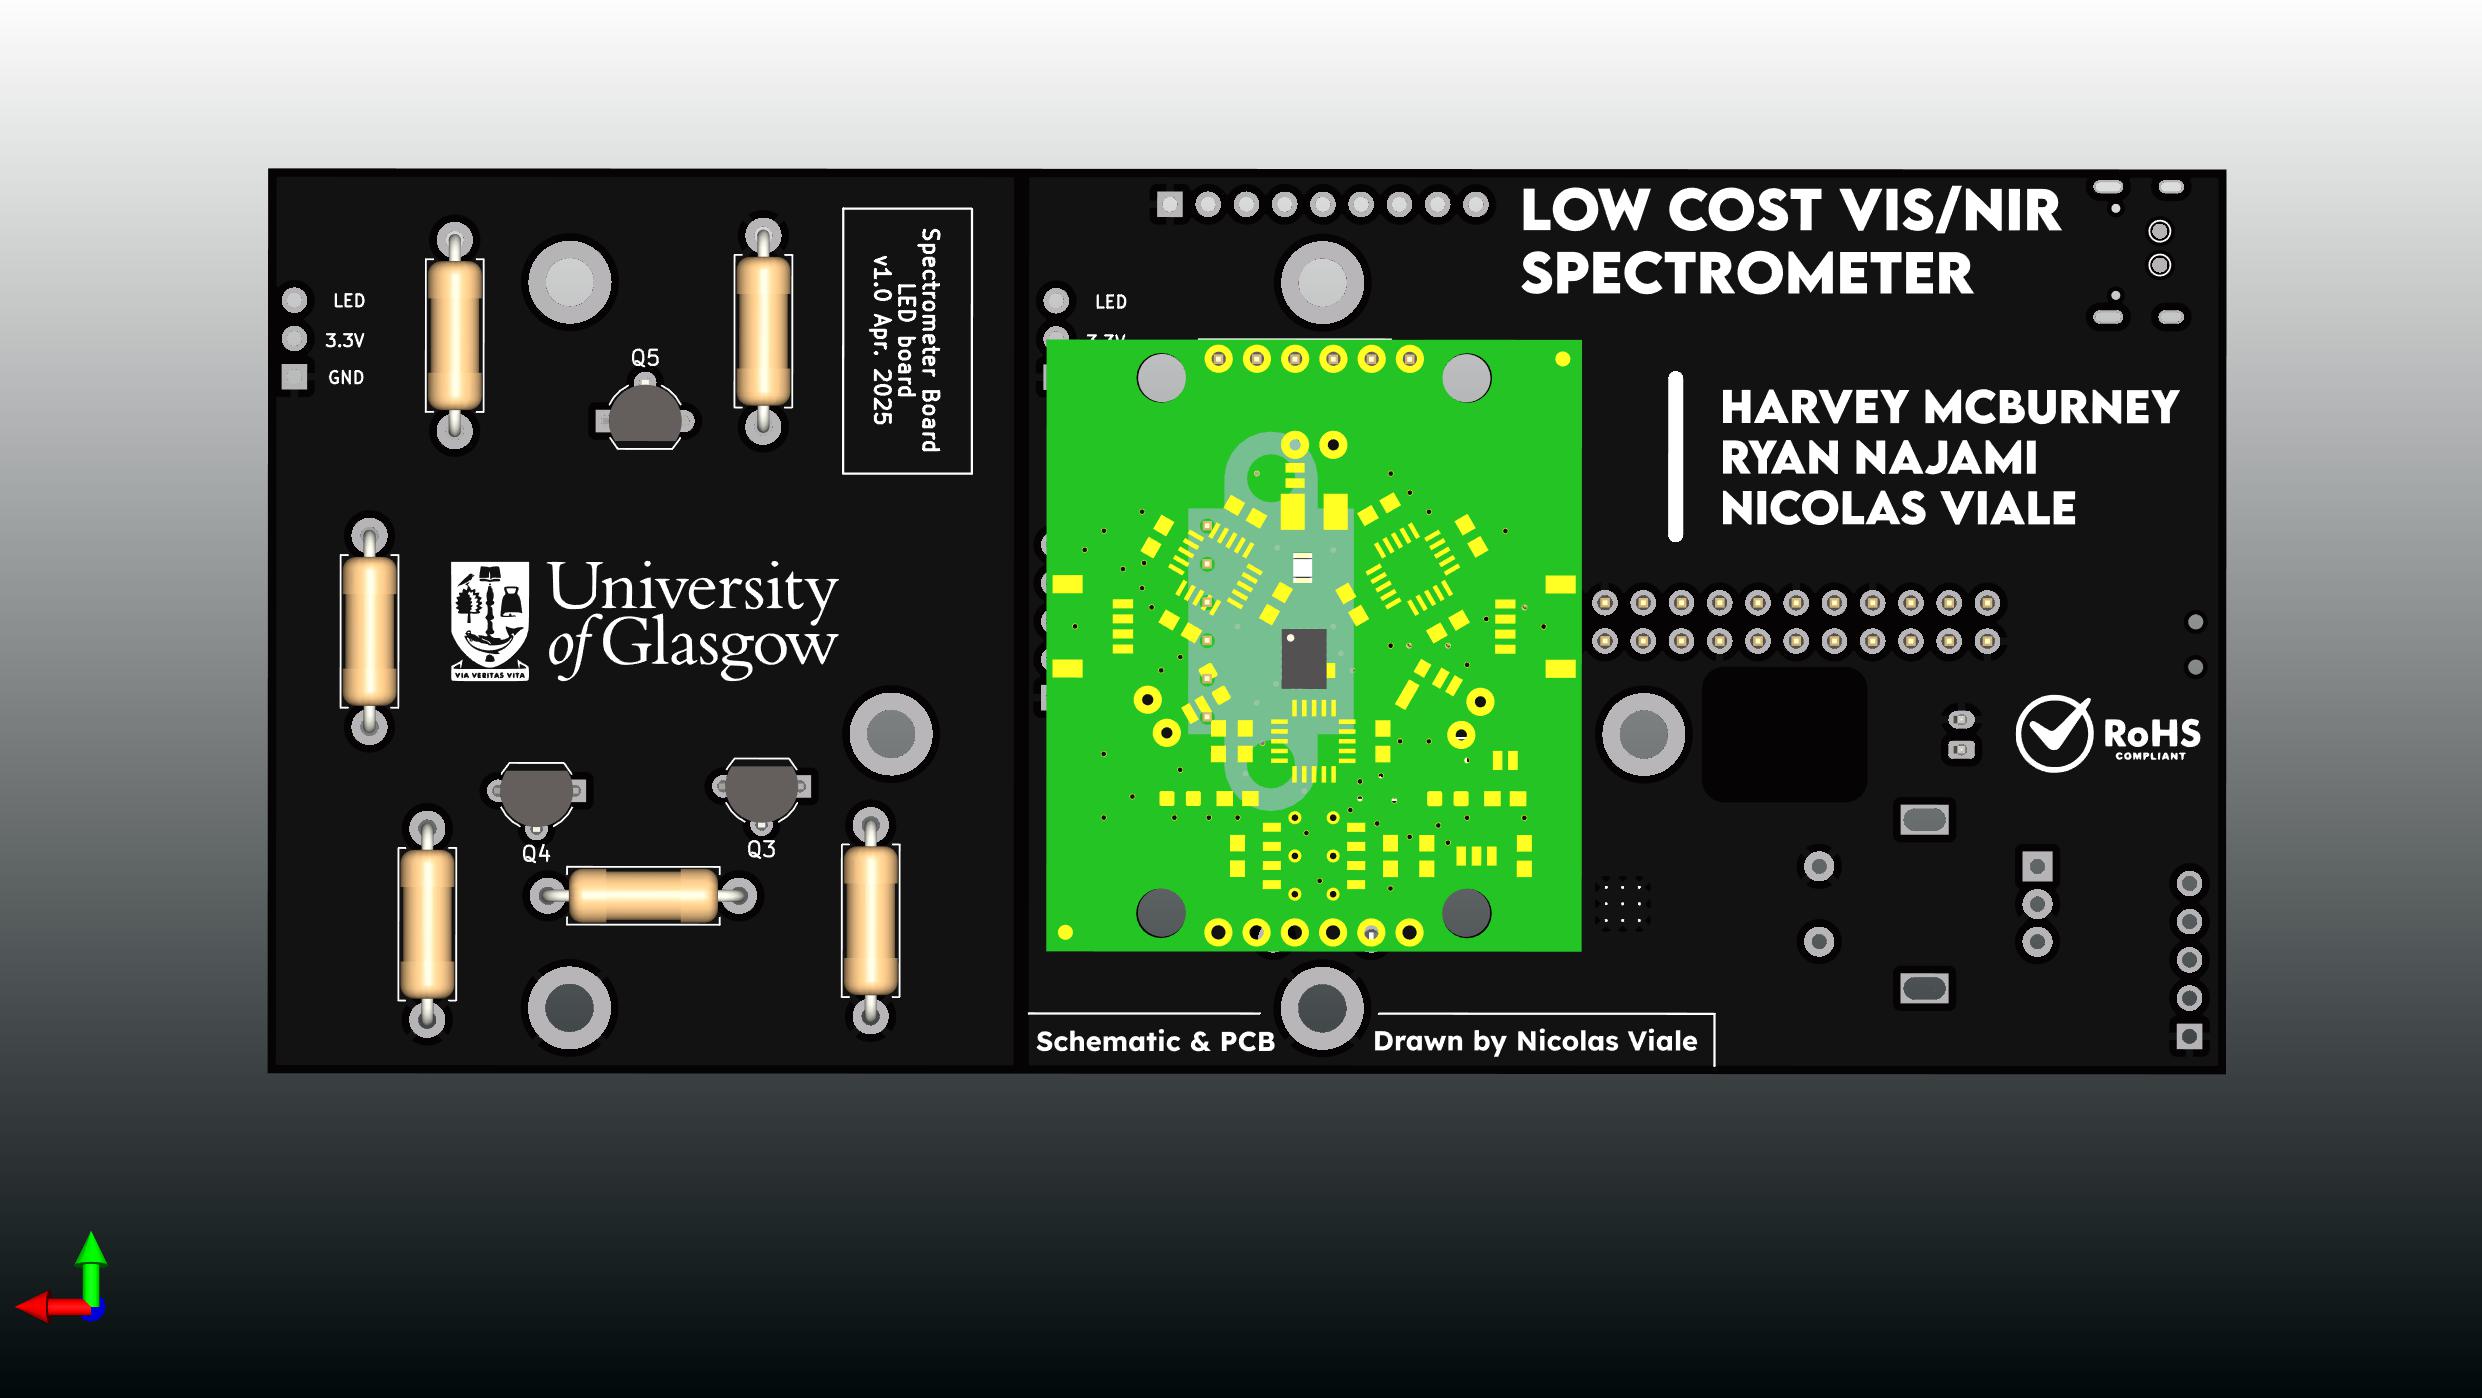 LOW COST VIS/NIR
SPECTROMETER
HARVEY MCBURNEY
RYAN NAJAMI
NICOLAS VIALE
LED
3.3V
GND
Q5
Spectrometer Board
LED board
v1.0 Apr. 2025
LED
3.3V
University
of Glasgow
VIA VERITAS VITA
Q4
Q3
RoHS
COMPLIANT
Schematic & PCB Drawn by Nicolas Viale